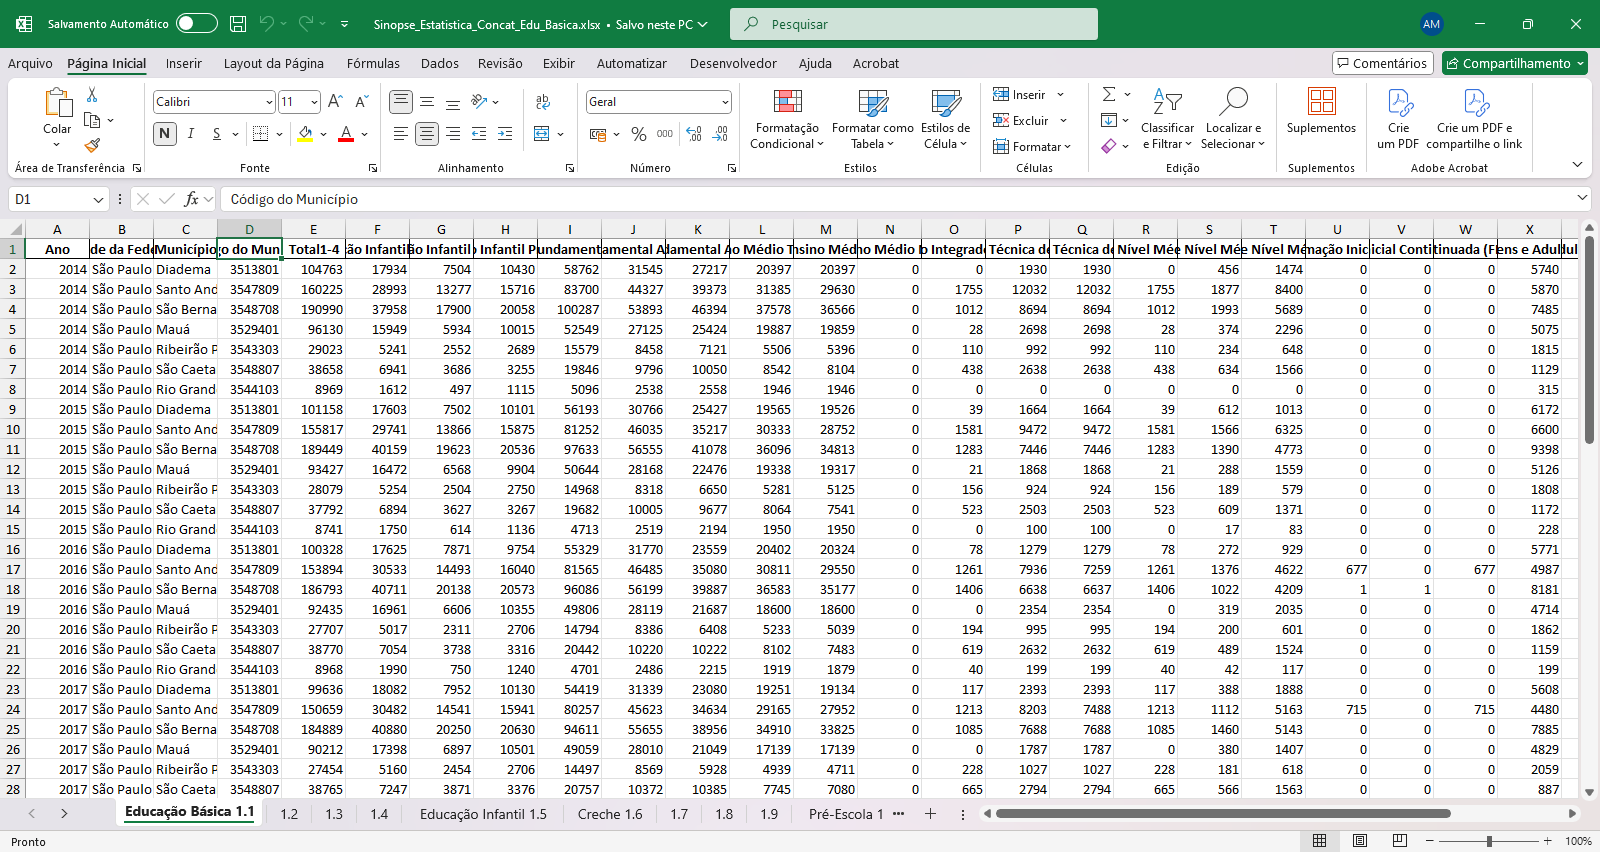 Salvamento Automático
Sinopse_Estatistica_Concat_Edu_Basica.xlsx • Salvo neste PC
Pesquisar
AM
Arquivo Página Inicial Inserir Layout da Página Fórmulas Dados Revisão Exibir Automatizar Desenvolvedor Ajuda Acrobat
Comentários Compartilhamento
Colar
Área de Transferência
Calibri 11
N I S
Fonte
Alinhamento
Geral
% 000
Número
Formatação Condicional
Formatar como Tabela
Estilos de Célula
Estilos
Inserir
Excluir
Formatar
Células
Classificar e Filtrar
Localizar e Selecionar
Edição
Suplementos
Suplementos
Crie um PDF
Crie um PDF e compartilhe o link
Adobe Acrobat
D1 fx Código do Município
A B C D E F G H I J K L M N O P Q R S T U V W X
1 Ano de da Fede Município go do Mun Total1-4 ão Infantil ão Infantil Infantil P undament amental A damental A o Médio T nsino Méd no Médio I Integrado Técnica de Técnica de Nível Mé e Nível Mé e Nível Mé nação Inic icial Conti tinuada (F ens e Adul dul
2 2014 São Paulo Diadema 3513801 104763 17934 7504 10430 58762 31545 27217 20397 20397 0 0 1930 1930 0 456 1474 0 0 0 5740
3 2014 São Paulo Santo And 3547809 160225 28993 13277 15716 83700 44327 39373 31385 29630 0 1755 12032 12032 1755 1877 8400 0 0 0 5870
4 2014 São Paulo São Berna 3548708 190990 37958 17900 20058 100287 53893 46394 37578 36566 0 1012 8694 8694 1012 1993 5689 0 0 0 7485
5 2014 São Paulo Mauá 3529401 96130 15949 5934 10015 52549 27125 25424 19887 19859 0 28 2698 2698 28 374 2296 0 0 0 5075
6 2014 São Paulo Ribeirão P 3543303 29023 5241 2552 2689 15579 8458 7121 5506 5396 0 110 992 992 110 234 648 0 0 0 1815
7 2014 São Paulo São Caeta 3548807 38658 6941 3686 3255 19846 9796 10050 8542 8104 0 438 2638 2638 438 634 1566 0 0 0 1129
8 2014 São Paulo Rio Grand 3544103 8969 1612 497 1115 5096 2538 2558 1946 1946 0 0 0 0 0 0 0 0 0 0 315
9 2015 São Paulo Diadema 3513801 101158 17603 7502 10101 56193 30766 25427 19565 19526 0 39 1664 1664 39 612 1013 0 0 0 6172
10 2015 São Paulo Santo And 3547809 155817 29741 13866 15875 81252 46035 35217 30333 28752 0 1581 9472 9472 1581 1566 6325 0 0 0 6600
11 2015 São Paulo São Berna 3548708 189449 40159 19623 20536 97633 56555 41078 36096 34813 0 1283 7446 7446 1283 1390 4773 0 0 0 9398
12 2015 São Paulo Mauá 3529401 93427 16472 6568 9904 50644 28168 22476 19338 19317 0 21 1868 1868 21 288 1559 0 0 0 5126
13 2015 São Paulo Ribeirão P 3543303 28079 5254 2504 2750 14968 8318 6650 5281 5125 0 156 924 924 156 189 579 0 0 0 1808
14 2015 São Paulo São Caeta 3548807 37792 6894 3627 3267 19682 10005 9677 8064 7541 0 523 2503 2503 523 609 1371 0 0 0 1172
15 2015 São Paulo Rio Grand 3544103 8741 1750 614 1136 4713 2519 2194 1950 1950 0 0 100 100 0 17 83 0 0 0 228
16 2016 São Paulo Diadema 3513801 100328 17625 7871 9754 55329 31770 23559 20402 20324 0 78 1279 1279 78 272 929 0 0 0 5771
17 2016 São Paulo Santo And 3547809 153894 30533 14493 16040 81565 46485 35080 30811 29550 0 1261 7936 7259 1261 1376 4622 677 0 677 4987
18 2016 São Paulo São Berna 3548708 186793 40711 20138 20573 96086 56199 39887 36583 35177 0 1406 6638 6637 1406 1022 4209 1 1 0 8181
19 2016 São Paulo Mauá 3529401 92435 16961 6606 10355 49806 28119 21687 18600 18600 0 0 2354 2354 0 319 2035 0 0 0 4714
20 2016 São Paulo Ribeirão P 3543303 27707 5017 2311 2706 14794 8386 6408 5233 5039 0 194 995 995 194 200 601 0 0 0 1862
21 2016 São Paulo São Caeta 3548807 38770 7054 3738 3316 20442 10220 10222 8102 7483 0 619 2632 2632 619 489 1524 0 0 0 1159
22 2016 São Paulo Rio Grand 3544103 8968 1990 750 1240 4701 2486 2215 1919 1879 0 40 199 199 40 42 117 0 0 0 199
23 2017 São Paulo Diadema 3513801 99636 18082 7952 10130 54419 31339 23080 19251 19134 0 117 2393 2393 117 388 1888 0 0 0 5608
24 2017 São Paulo Santo And 3547809 150659 30482 14541 15941 80257 45623 34634 29165 27952 0 1213 8203 7488 1213 1112 5163 715 0 715 4480
25 2017 São Paulo São Berna 3548708 184889 40880 20250 20630 94611 55655 38956 34910 33825 0 1085 7688 7688 1085 1460 5143 0 0 0 7885
26 2017 São Paulo Mauá 3529401 90212 17398 6897 10501 49059 28010 21049 17139 17139 0 0 1787 1787 0 380 1407 0 0 0 4829
27 2017 São Paulo Ribeirão P 3543303 27454 5160 2454 2706 14497 8569 5928 4939 4711 0 228 1027 1027 228 181 618 0 0 0 2059
28 2017 São Paulo São Caeta 3548807 38765 7247 3871 3376 20757 10372 10385 7745 7080 0 665 2794 2794 665 566 1563 0 0 0 887
Educação Básica 1.1 1.2 1.3 1.4 Educação Infantil 1.5 Creche 1.6 1.7 1.8 1.9 Pré-Escola 1 ...
Pronto 100%